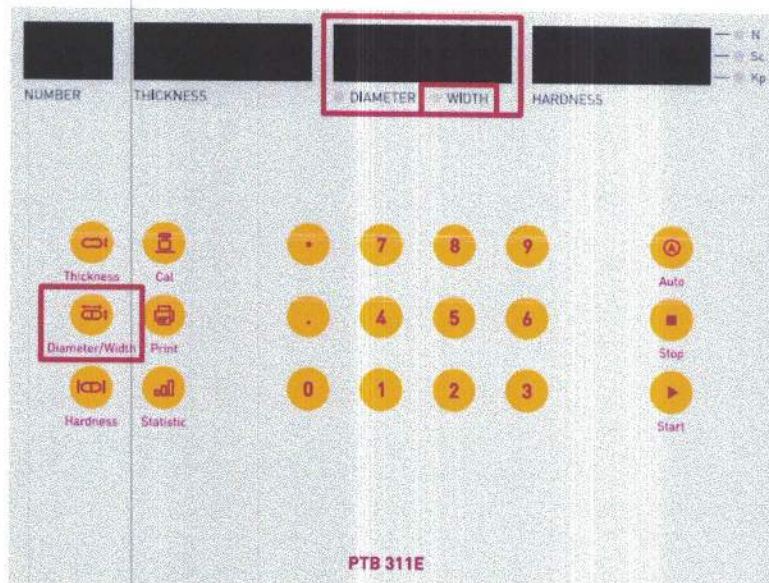 N
Sc
Kp
NUMBER THICKNESS DIAMETER WIDTH HARDNESS
7 8 9
Thickness Cal Auto
. 4 5 6
Diameter/Width Print Stop
0 1 2 3
Hardness Statistic Start
PTB 311E